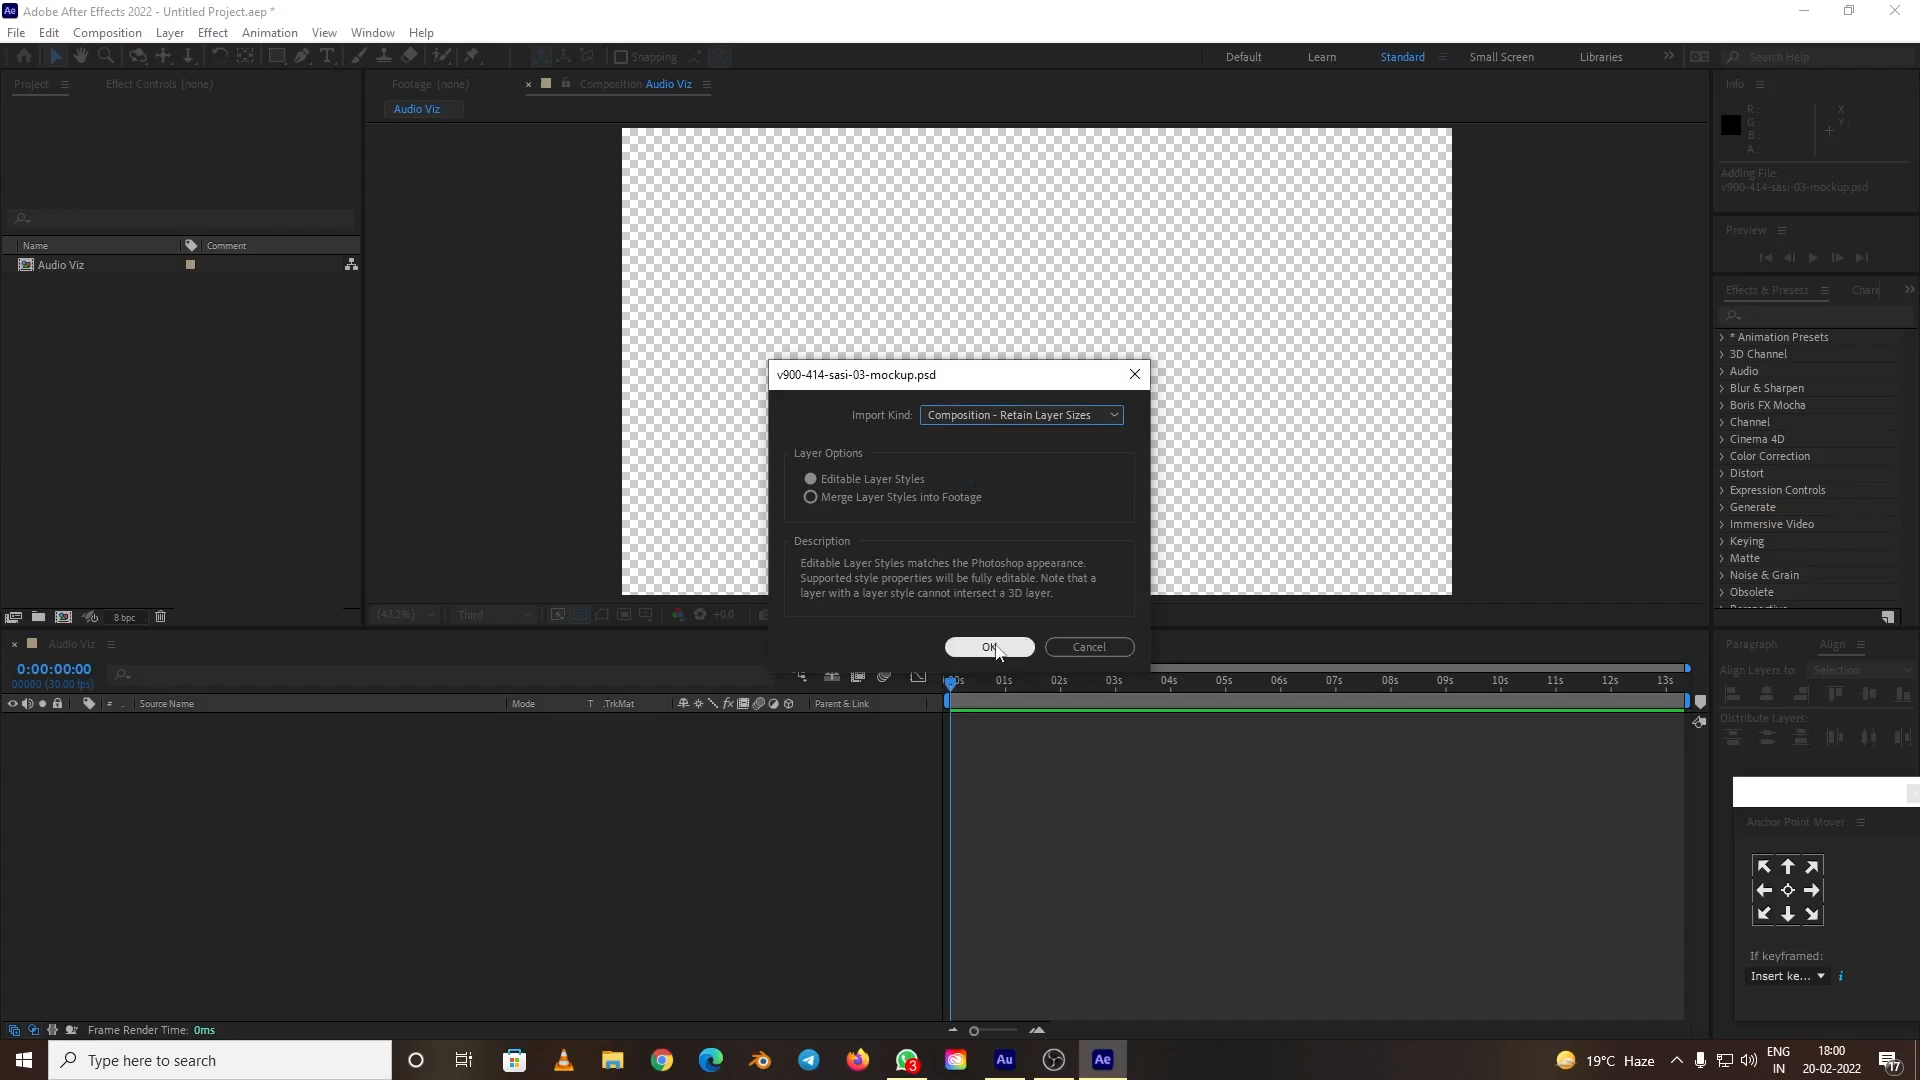 Ae Adobe After Effects 2022 - Untitled Project.aep *
File Edit Composition Layer Effect Animation View Window Help
Snapping Default Learn Standard Small Screen Libraries Search Help
Project Effect Controls (none) Footage (none) Composition Audio Viz Info
Audio Viz
R: X:
G: Y:
B:
A:
Adding File:
v900-414-sasi-03-mockup.psd
Preview
Name Comment
Audio Viz
Effects & Presets
* Animation Presets
3D Channel
Audio
Blur & Sharpen
Boris FX Mocha
Channel
Cinema 4D
Color Correction
Distort
Expression Controls
Generate
Immersive Video
Keying
Matte
Noise & Grain
Obsolete
v900-414-sasi-03-mockup.psd
Import Kind: Composition - Retain Layer Sizes
Layer Options
Editable Layer Styles
Merge Layer Styles into Footage
Description
Editable Layer Styles matches the Photoshop appearance.
Supported style properties will be fully editable. Note that a
layer with a layer style cannot intersect a 3D layer.
OK Cancel
8 bpc (43.2%) Third +0.0
Audio Viz
0:00:00:00
00000 (30.00 fps)
01s 02s 03s 04s 05s 06s 07s 08s 09s 10s 11s 12s 13s
# Source Name Mode T .TrkMat Parent & Link
Paragraph Align
Align Layers to: Selection
Distribute Layers:
Anchor Point Mover
If keyframed:
Insert ke... i
Frame Render Time: 0ms
Type here to search
3 Au Ae
19°C Haze
ENG
IN
18:00
20-02-2022
17